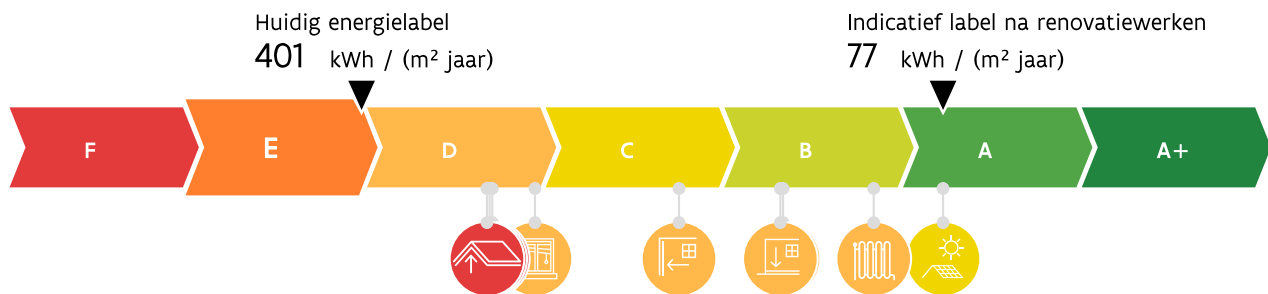 Huidig energielabel
401 kWh / (m² jaar)
Indicatief label na renovatiewerken
77 kWh / (m² jaar)
F E D C B A A+